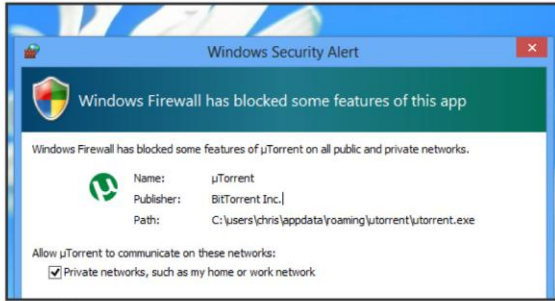 Windows Security Alert
Windows Firewall has blocked some features of this app
Windows Firewall has blocked some features of µTorrent on all public and private networks.
Name: µTorrent
Publisher: BitTorrent Inc.
Path: C:\users\chris\appdata\roaming\utorrent\utorrent.exe
Allow µTorrent to communicate on these networks:
Private networks, such as my home or work network